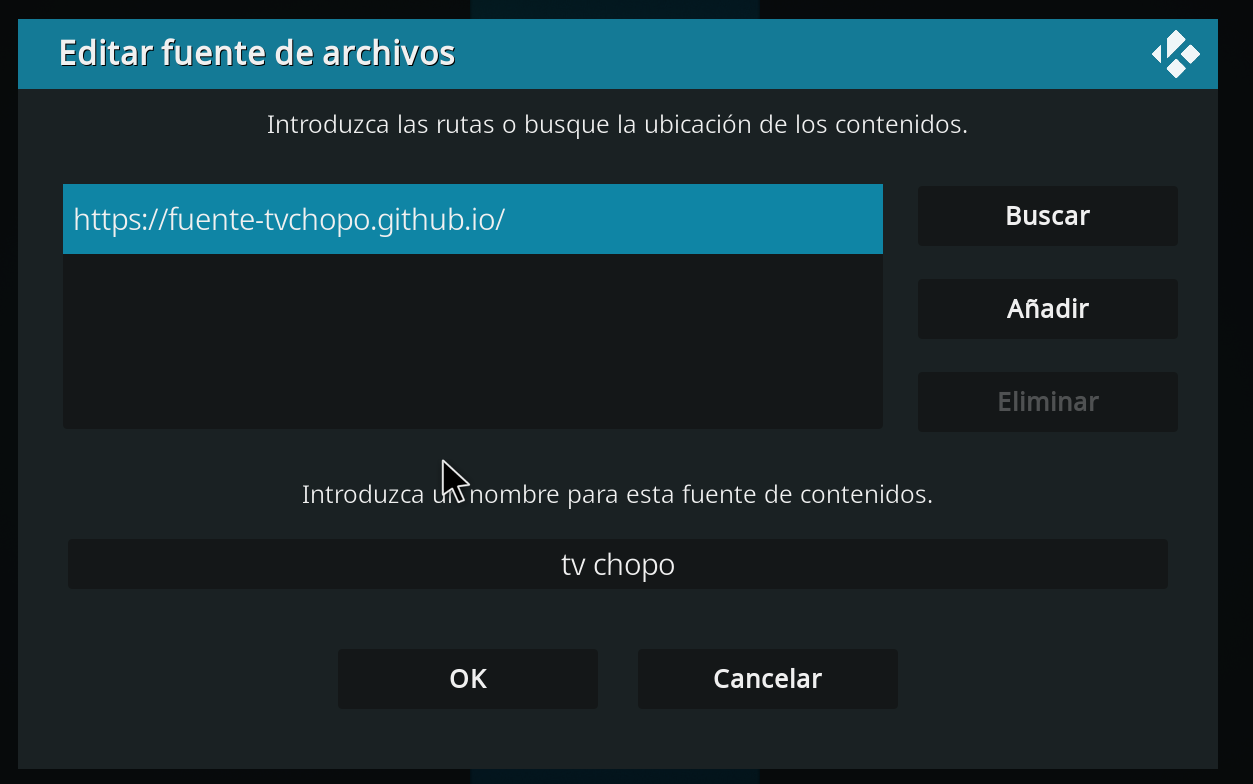 Editar fuente de archivos
Introduzca las rutas o busque la ubicación de los contenidos.
https://fuente-tvchopo.github.io/
Buscar
Añadir
Eliminar
Introduzca un nombre para esta fuente de contenidos.
tv chopo
OK
Cancelar